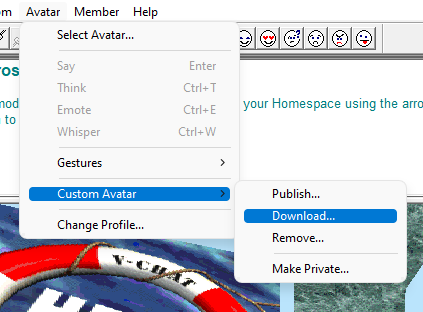 om Avatar Member Help
Select Avatar...
Say Enter
Think Ctrl+T
Emote Ctrl+E
Whisper Ctrl+W
Gestures
Custom Avatar
Change Profile...
Publish...
Download...
Remove...
Make Private...
ros
mod your Homespace using the arro
n to
V-CHAT